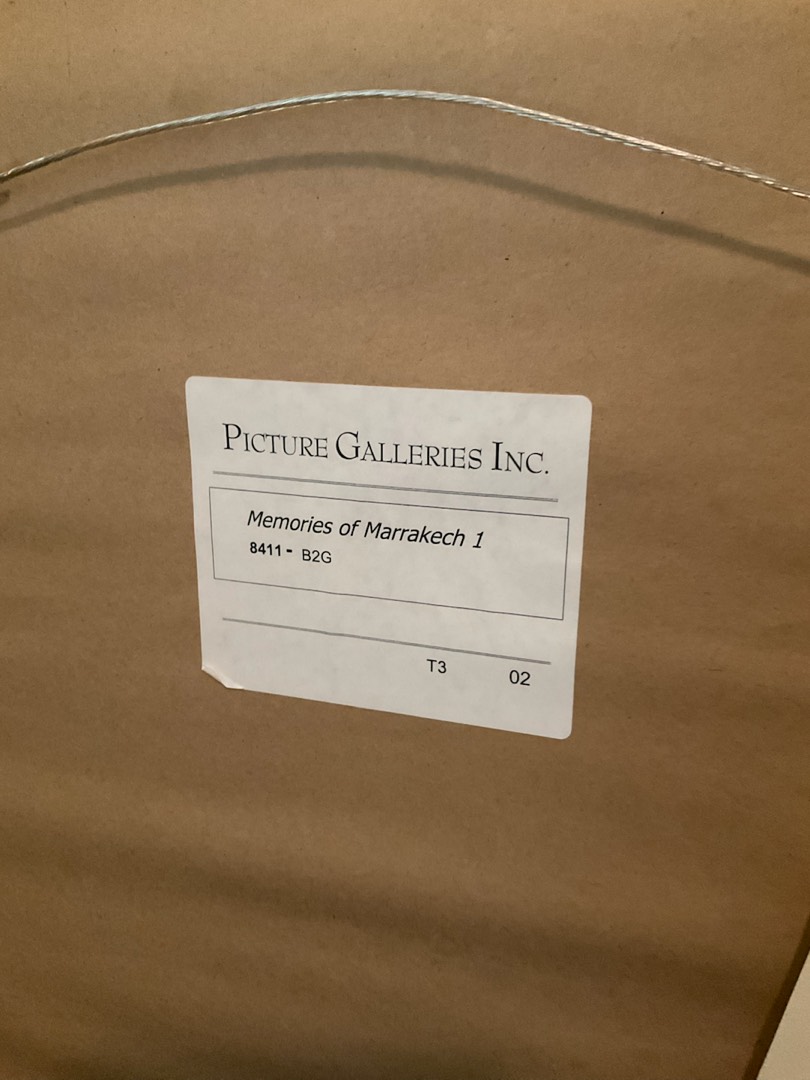 PICTURE GALLERIES INC.
Memories of Marrakech 1
8411 - B2G
T3 02